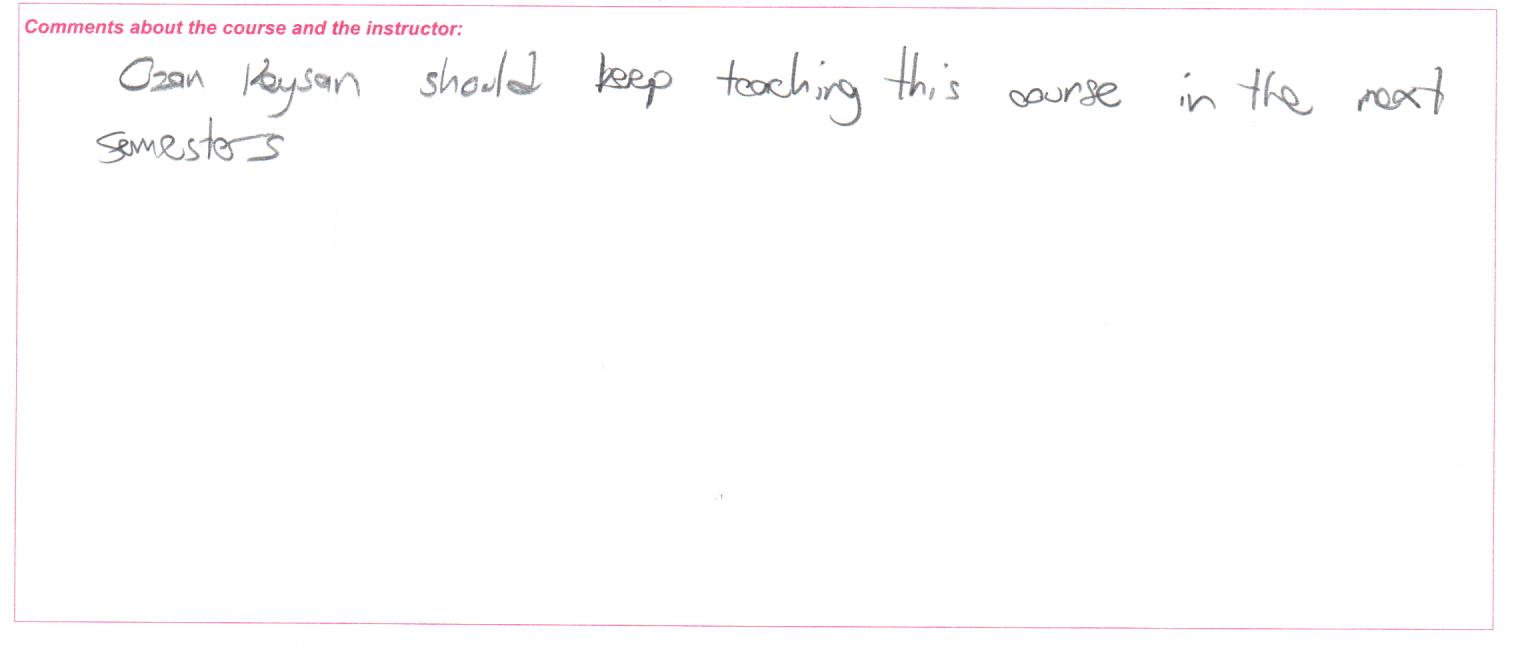 Comments about the course and the instructor:
Ozan Keysan should keep teaching this course in the next
semesters